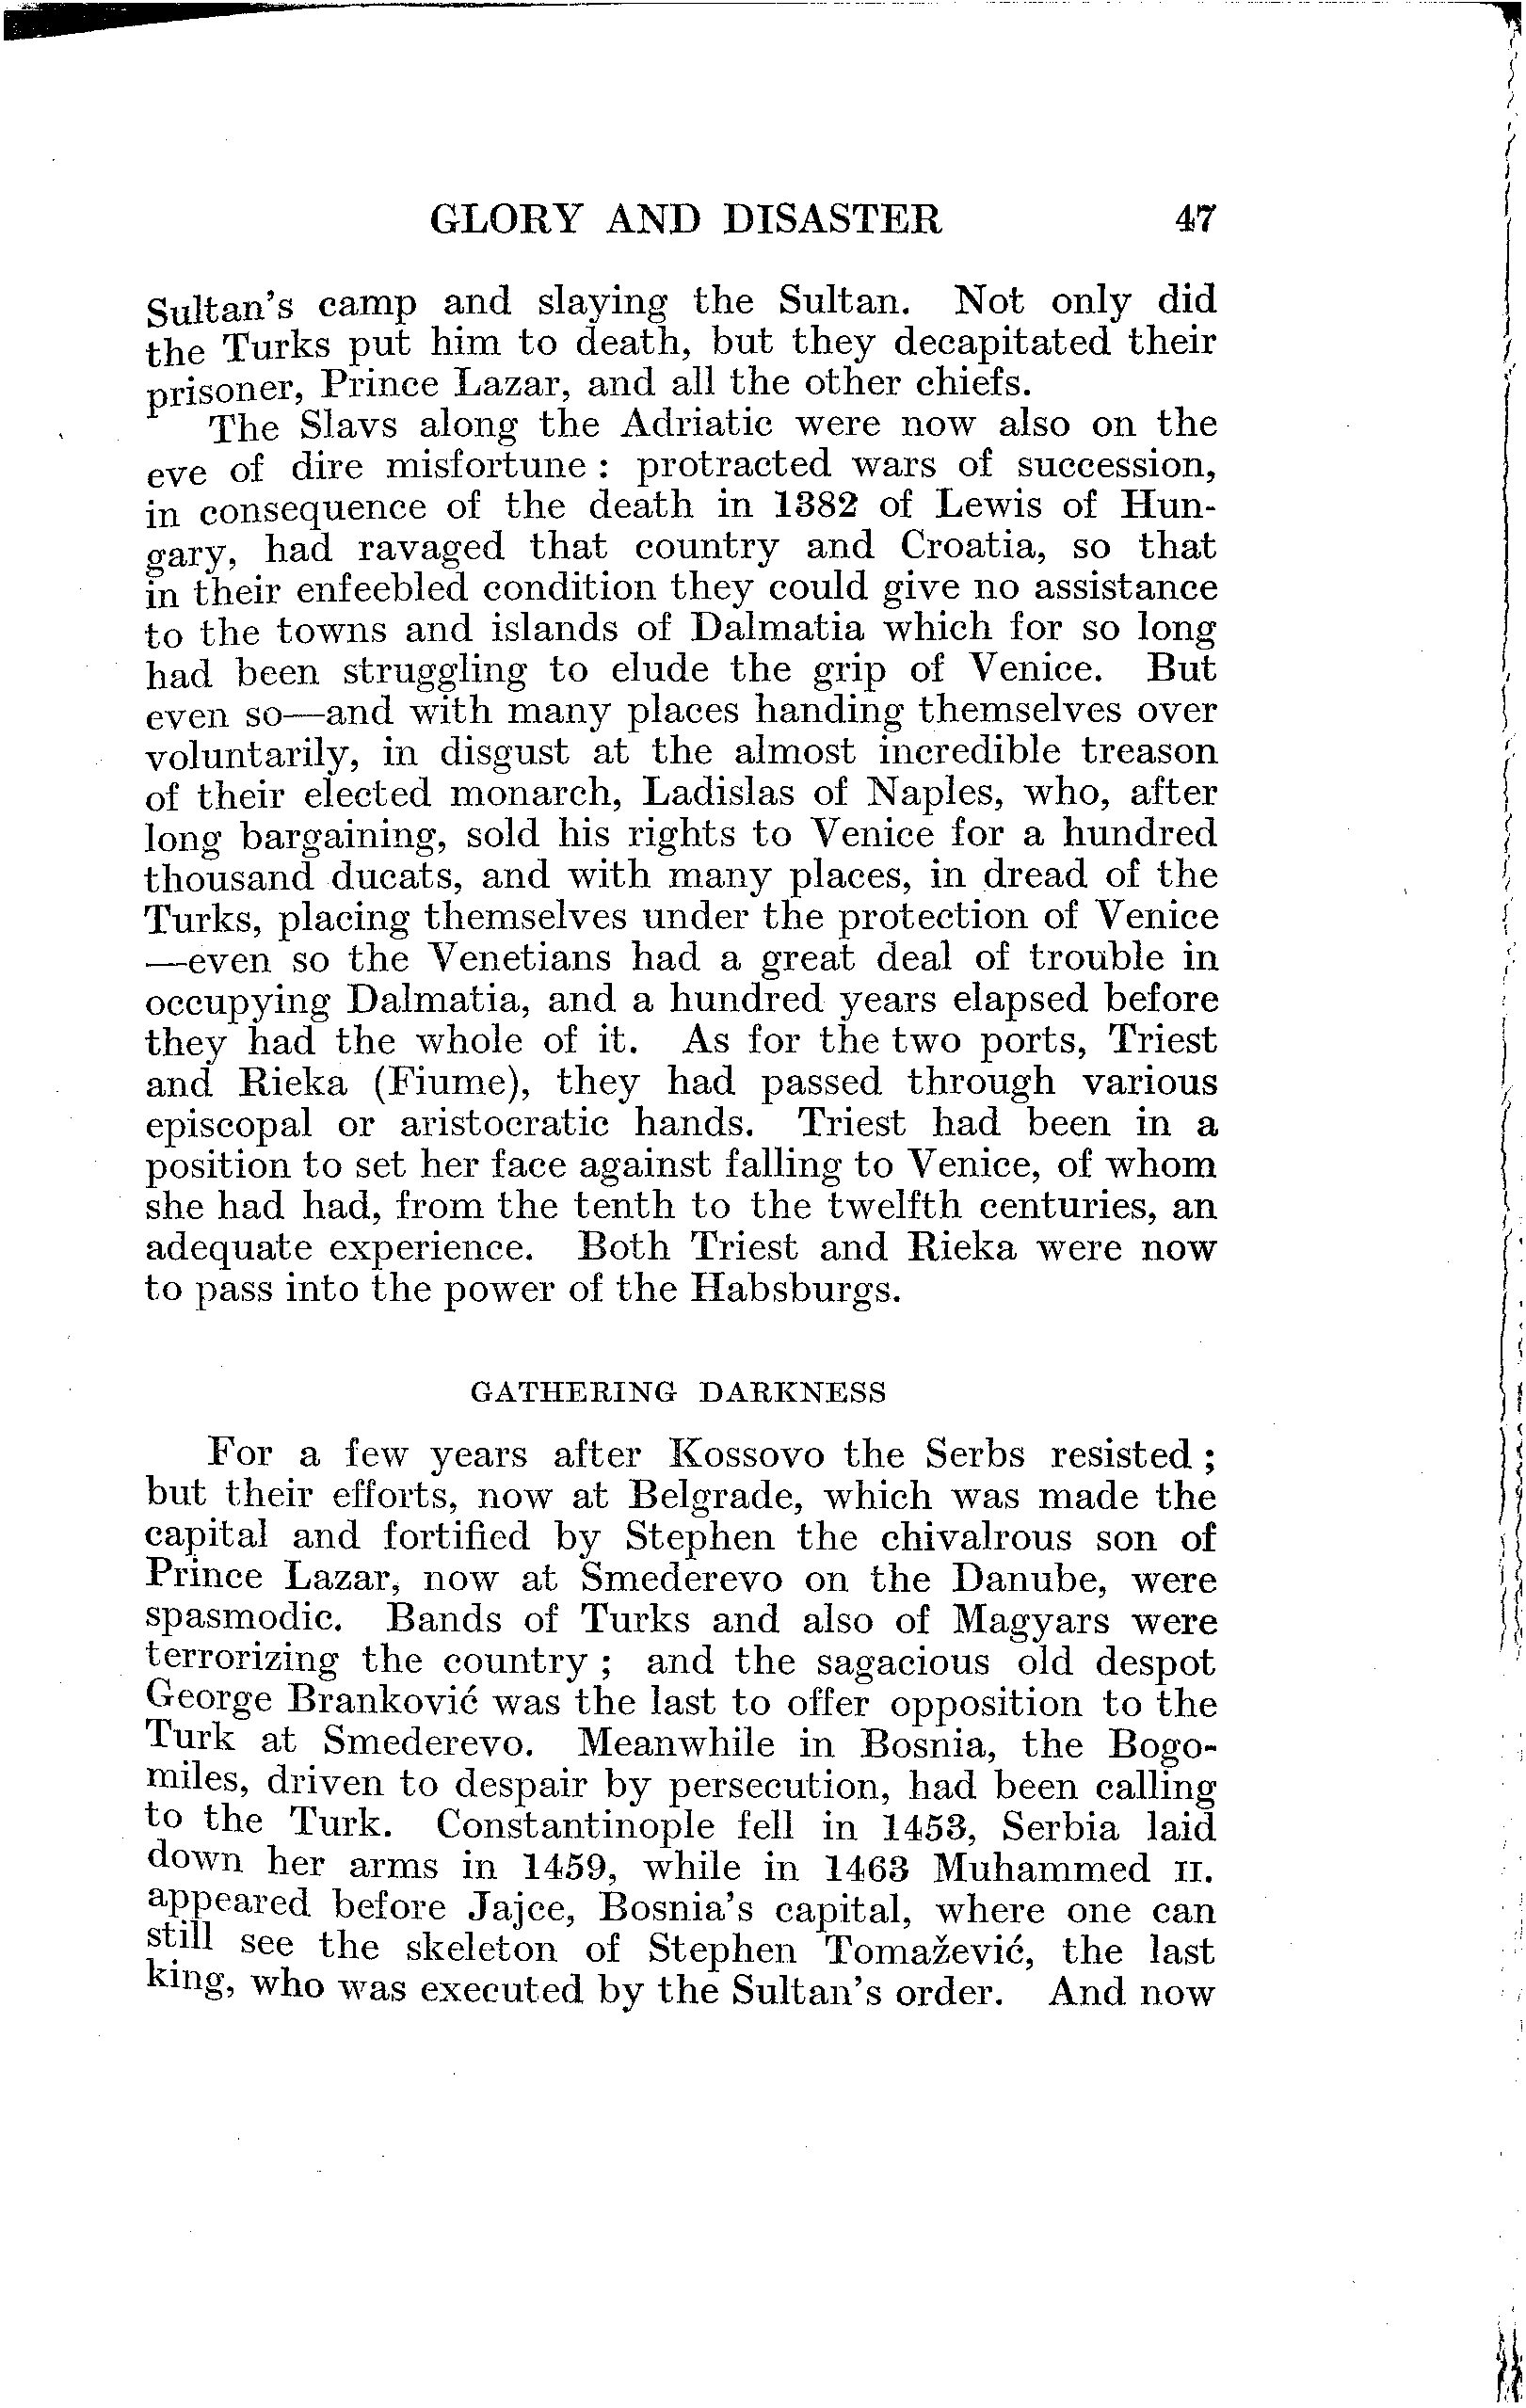 GLORY AND DISASTER 47
Sultan's camp and slaying the Sultan. Not only did
the Turks put him to death, but they decapitated their
prisoner, Prince Lazar, and all the other chiefs.
The Slavs along the Adriatic were now also on the
eve of dire misfortune : protracted wars of succession,
in consequence of the death in 1382 of Lewis of Hun-
gary, had ravaged that country and Croatia, so that
in their enfeebled condition they could give no assistance
to the towns and islands of Dalmatia which for so long
had been struggling to elude the grip of Venice. But
even so—and with many places handing themselves over
voluntarily, in disgust at the almost incredible treason
of their elected monarch, Ladislas of Naples, who, after
long bargaining, sold his rights to Venice for a hundred
thousand ducats, and with many places, in dread of the
Turks, placing themselves under the protection of Venice
—even so the Venetians had a great deal of trouble in
occupying Dalmatia, and a hundred years elapsed before
they had the whole of it. As for the two ports, Triest
and Rieka (Fiume), they had passed through various
episcopal or aristocratic hands. Triest had been in a
position to set her face against falling to Venice, of whom
she had had, from the tenth to the twelfth centuries, an
adequate experience. Both Triest and Rieka were now
to pass into the power of the Habsburgs.
GATHERING DARKNESS
For a few years after Kossovo the Serbs resisted ;
but their efforts, now at Belgrade, which was made the
capital and fortified by Stephen the chivalrous son of
Prince Lazar, now at Smederevo on the Danube, were
spasmodic. Bands of Turks and also of Magyars were
terrorizing the country ; and the sagacious old despot
George Branković was the last to offer opposition to the
Turk at Smederevo. Meanwhile in Bosnia, the Bogo-
miles, driven to despair by persecution, had been calling
to the Turk. Constantinople fell in 1453, Serbia laid
down her arms in 1459, while in 1463 Muhammed II.
appeared before Jajce, Bosnia's capital, where one can
still see the skeleton of Stephen Tomažević, the last
king, who was executed by the Sultan's order. And now